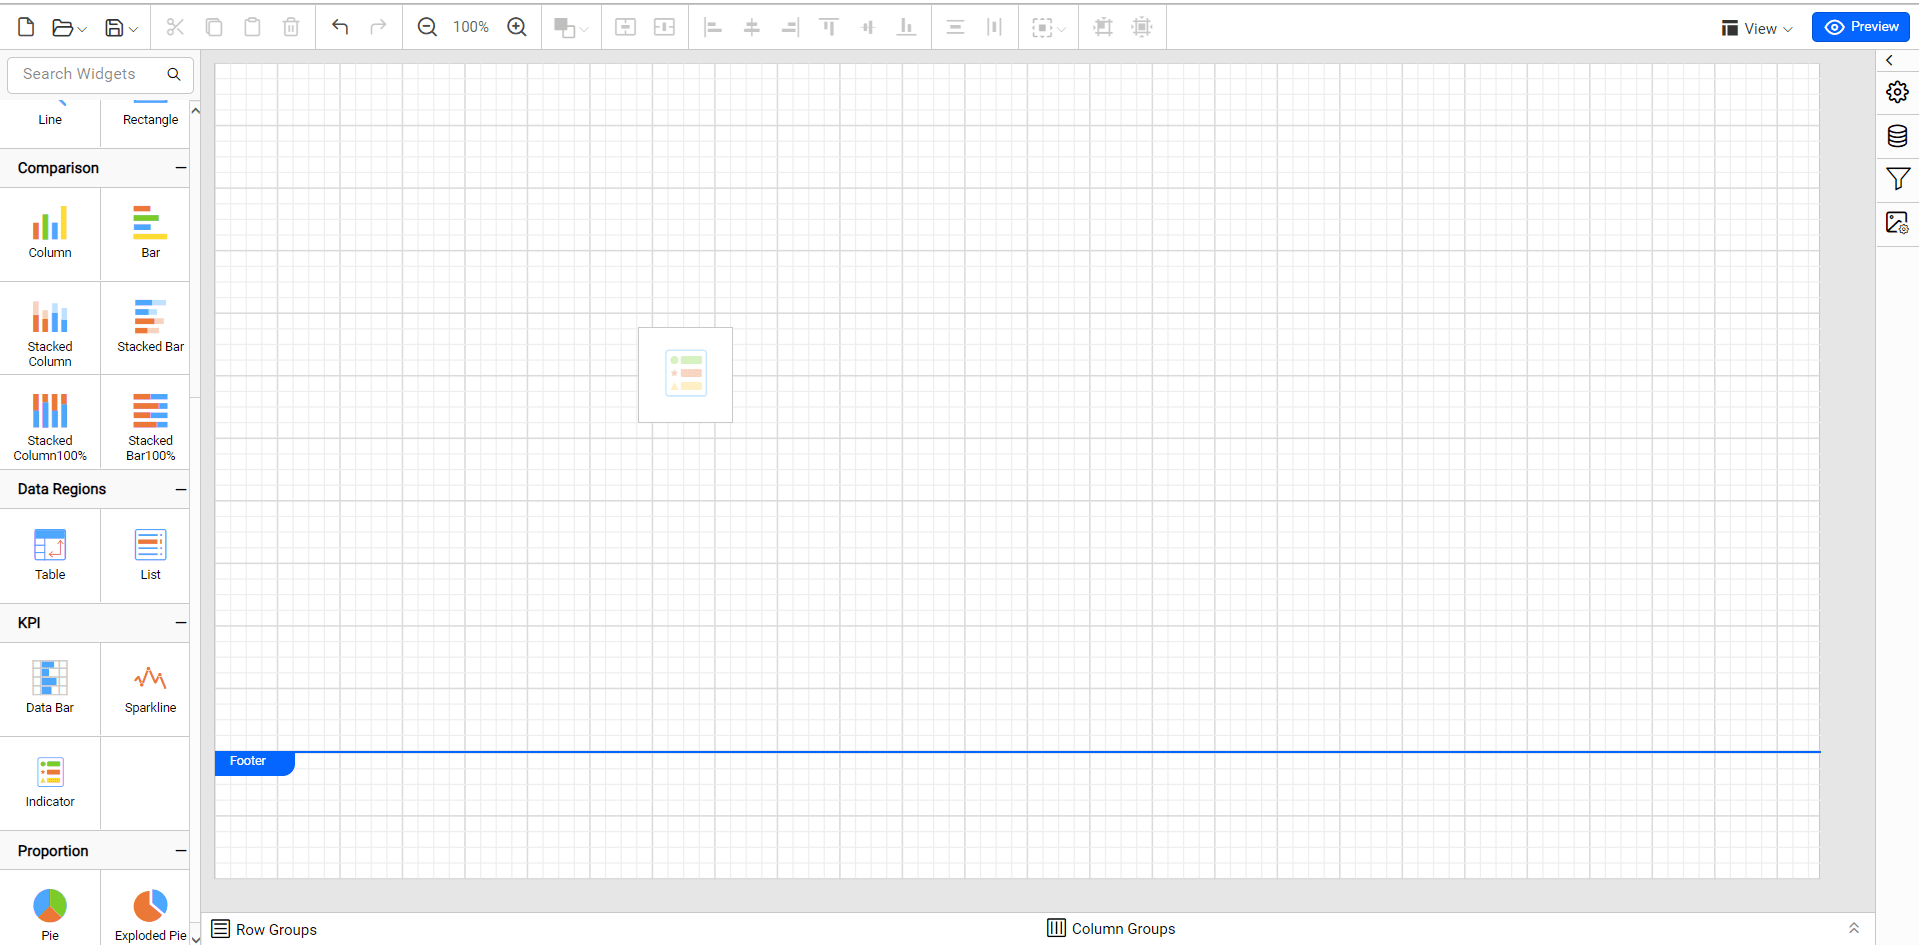 100%
View
Preview
Search Widgets
Line
Rectangle
Comparison
Column
Bar
Stacked
Column
Stacked Bar
Stacked
Column100%
Stacked
Bar100%
Data Regions
Table
List
KPI
Data Bar
Sparkline
Indicator
Proportion
Pie
Exploded Pie
Footer
Row Groups
Column Groups